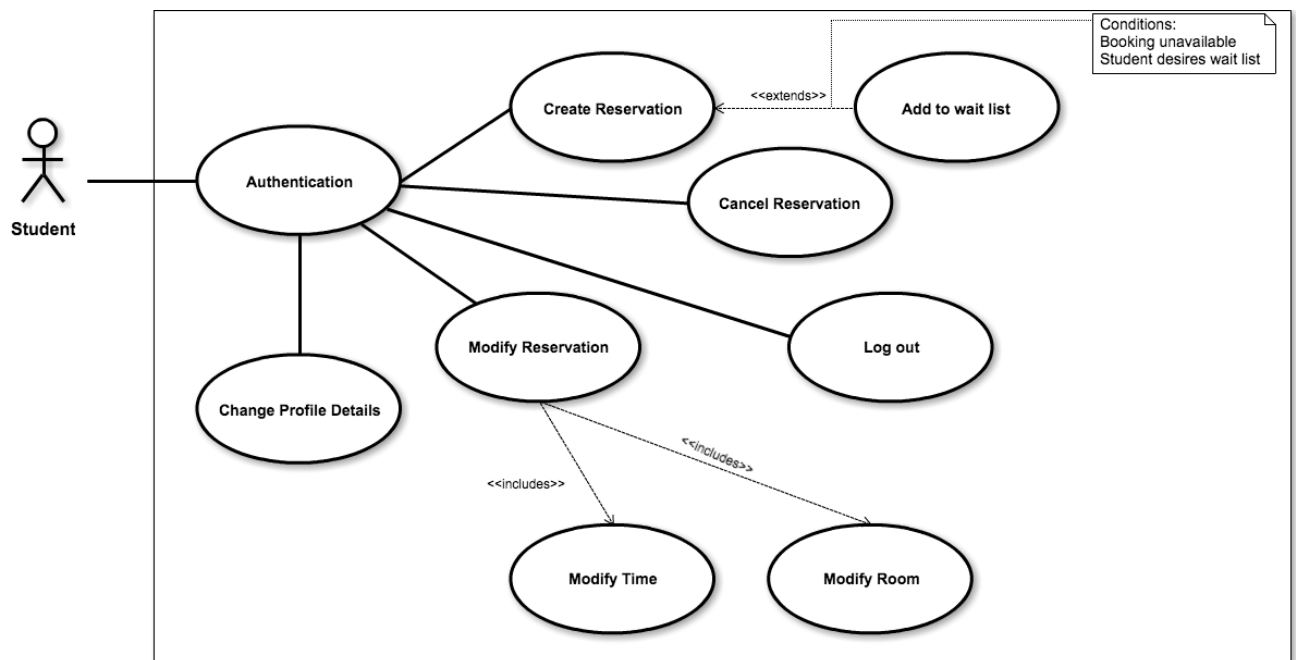 Conditions:
Booking unavailable
Student desires wait list
Create Reservation
<<extends>>
Add to wait list
Authentication
Cancel Reservation
Student
Modify Reservation
Log out
Change Profile Details
<<includes>>
<<includes>>
Modify Time
Modify Room